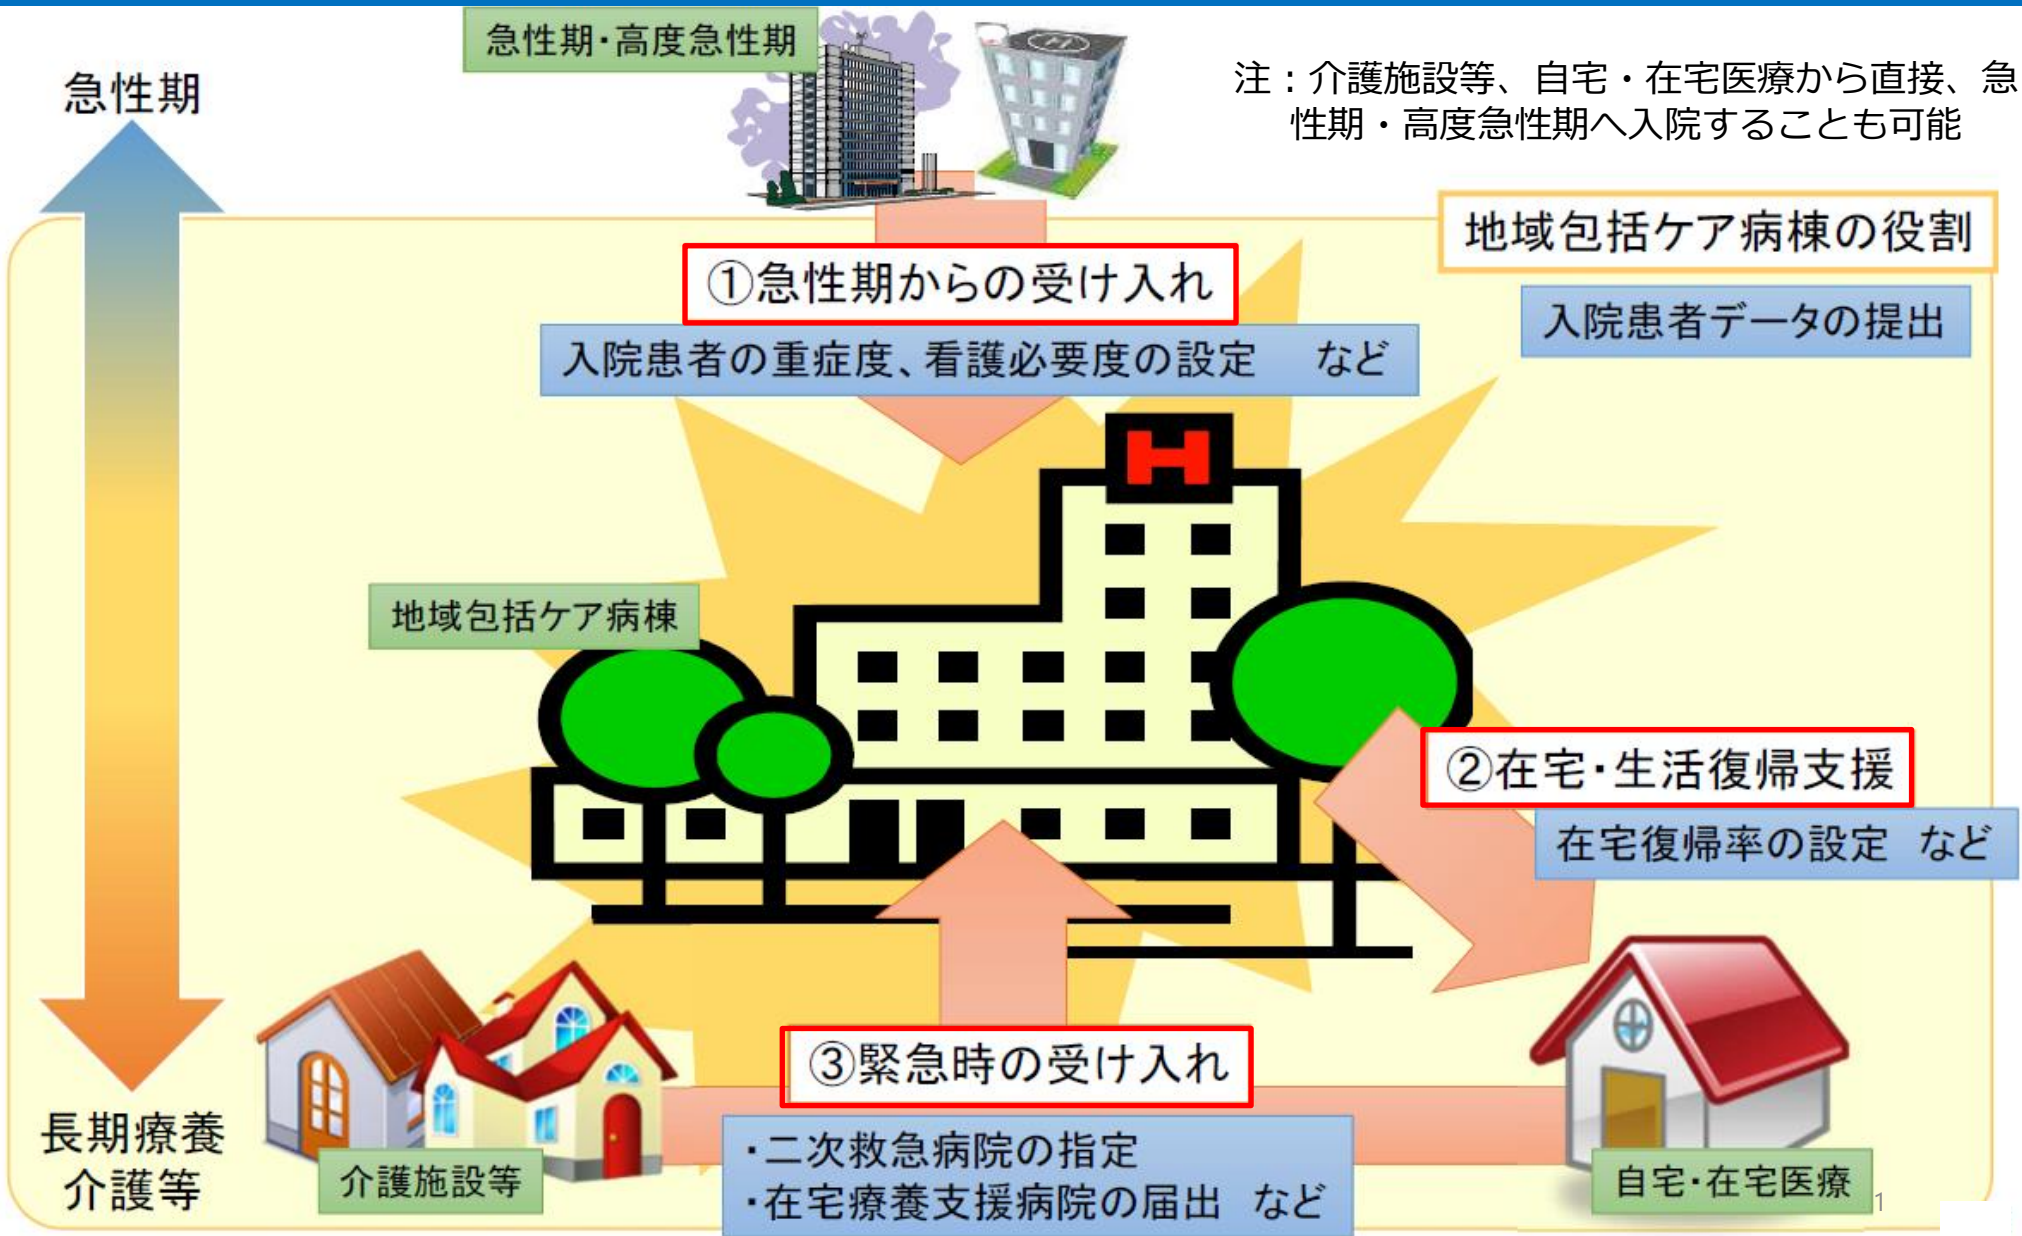 急性期・高度急性期
急性期
注：介護施設等、自宅・在宅医療から直接、急
性期・高度急性期へ入院することも可能
地域包括ケア病棟の役割
①急性期からの受け入れ
入院患者データの提出
入院患者の重症度、看護必要度の設定　など
H
地域包括ケア病棟
②在宅・生活復帰支援
在宅復帰率の設定　など
③緊急時の受け入れ
長期療養
介護等
介護施設等
・二次救急病院の指定
・在宅療養支援病院の届出　など
自宅・在宅医療
1